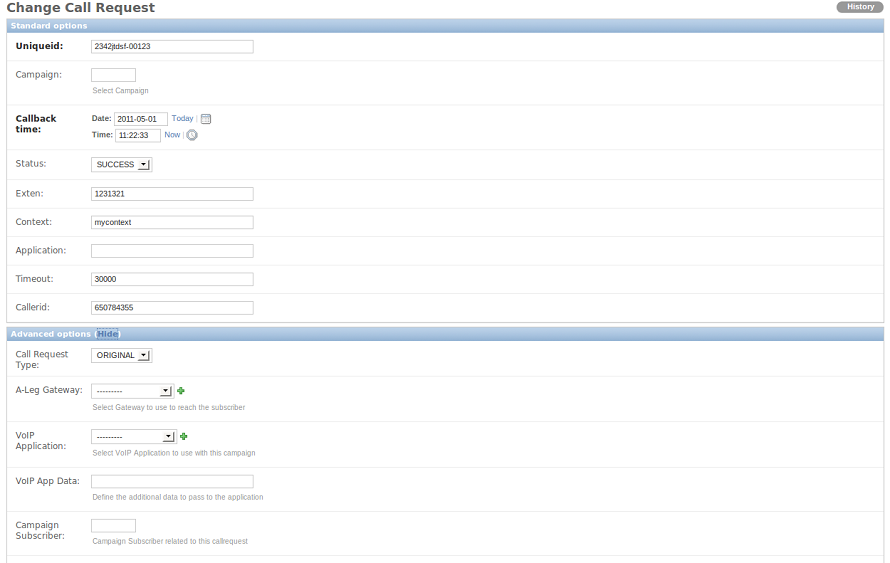 Change Call Request
History
Standard options
Uniqueid: 2342jtdsf-00123
Campaign:
Select Campaign
Callback time:
Date: 2011-05-01 Today |
Time: 11:22:33 Now |
Status: SUCCESS
Exten: 1231321
Context: mycontext
Application:
Timeout: 30000
Callerid: 650784355
Advanced options (Hide)
Call Request Type: ORIGINAL
A-Leg Gateway: ---------
Select Gateway to use to reach the subscriber
VoIP Application: ---------
Select VoIP Application to use with this campaign
VoIP App Data:
Define the additional data to pass to the application
Campaign Subscriber:
Campaign Subscriber related to this callrequest